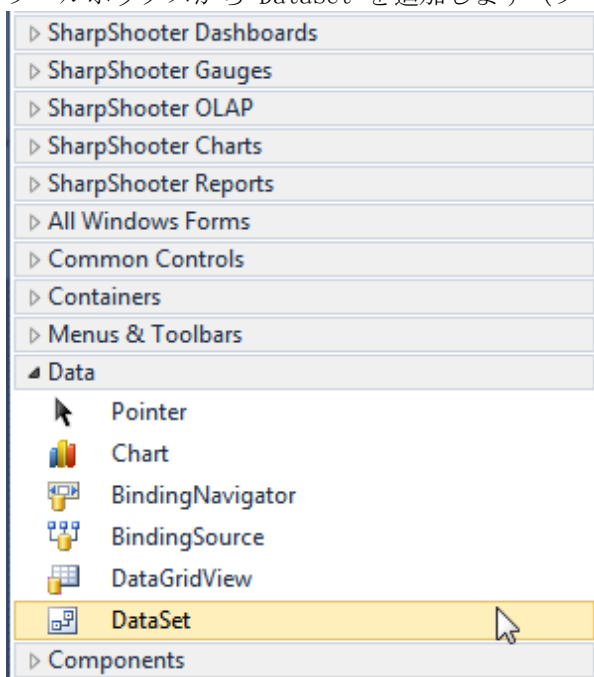 ツールボックスから DataSet を追加します (ツ
SharpShooter Dashboards
SharpShooter Gauges
SharpShooter OLAP
SharpShooter Charts
SharpShooter Reports
All Windows Forms
Common Controls
Containers
Menus & Toolbars
Data
Pointer
Chart
BindingNavigator
BindingSource
DataGridView
DataSet
Components